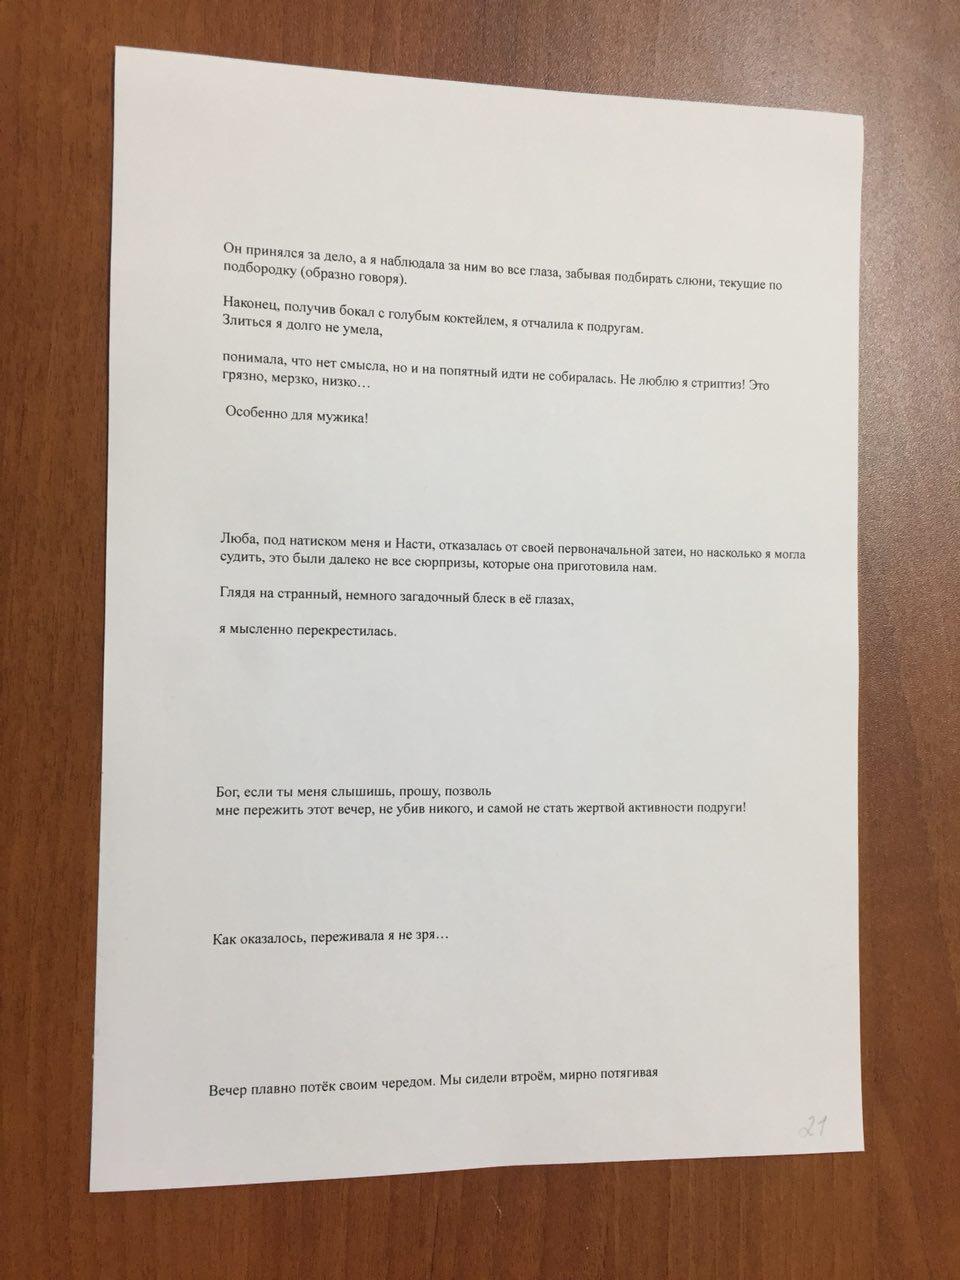 Он принялся за дело, а я наблюдала за ним во все глаза, забывая подбирать слюни, текущие по
подбородку (образно говоря).
Наконец, получив бокал с голубым коктейлем, я отчалила к подругам.
Злиться я долго не умела,
понимала, что нет смысла, но и на попятный идти не собиралась. Не люблю я стриптиз! Это
грязно, мерзко, низко…
Особенно для мужика!
Люба, под натиском меня и Насти, отказалась от своей первоначальной затеи, но насколько я могла
судить, это были далеко не все сюрпризы, которые она приготовила нам.
Глядя на странный, немного загадочный блеск в её глазах,
я мысленно перекрестилась.
Бог, если ты меня слышишь, прошу, позволь
мне пережить этот вечер, не убив никого, и самой не стать жертвой активности подруги!
Как оказалось, переживала я не зря…
Вечер плавно потёк своим чередом. Мы сидели втроём, мирно потягивая
21